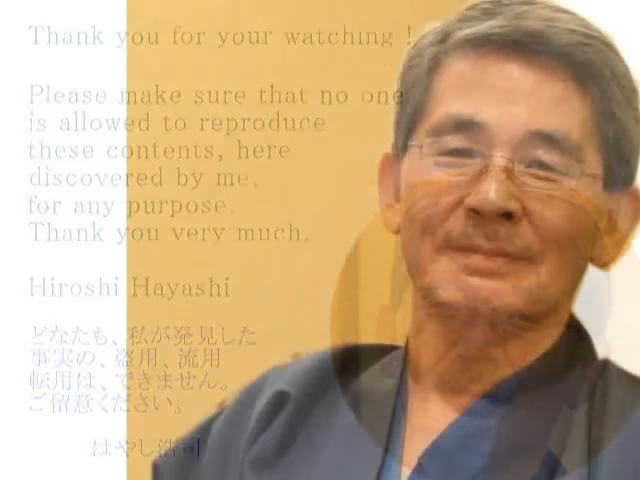 Thank you for your watching !
Please make sure that no one
is allowed to reproduce
these contents, here
discovered by me,
for any purpose.
Thank you very much.
Hiroshi Hayashi
どなたも、私が発見した
事実の、盗用、流用
転用は、できません。
ご留意ください。
はやし浩司